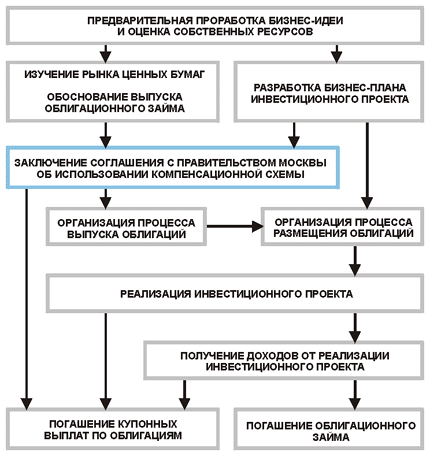 ПРЕДВАРИТЕЛЬНАЯ ПРОРАБОТКА БИЗНЕС-ИДЕИ
И ОЦЕНКА СОБСТВЕННЫХ РЕСУРСОВ
ИЗУЧЕНИЕ РЫНКА ЦЕННЫХ БУМАГ
ОБОСНОВАНИЕ ВЫПУСКА
ОБЛИГАЦИОННОГО ЗАЙМА
РАЗРАБОТКА БИЗНЕС-ПЛАНА
ИНВЕСТИЦИОННОГО ПРОЕКТА
ЗАКЛЮЧЕНИЕ СОГЛАШЕНИЯ С ПРАВИТЕЛЬСТВОМ МОСКВЫ
ОБ ИСПОЛЬЗОВАНИИ КОМПЕНСАЦИОННОЙ СХЕМЫ
ОРГАНИЗАЦИЯ ПРОЦЕССА
ВЫПУСКА ОБЛИГАЦИЙ
ОРГАНИЗАЦИЯ ПРОЦЕССА
РАЗМЕЩЕНИЯ ОБЛИГАЦИЙ
РЕАЛИЗАЦИЯ ИНВЕСТИЦИОННОГО ПРОЕКТА
ПОЛУЧЕНИЕ ДОХОДОВ ОТ РЕАЛИЗАЦИИ
ИНВЕСТИЦИОННОГО ПРОЕКТА
ПОГАШЕНИЕ КУПОННЫХ
ВЫПЛАТ ПО ОБЛИГАЦИЯМ
ПОГАШЕНИЕ ОБЛИГАЦИОННОГО
ЗАЙМА